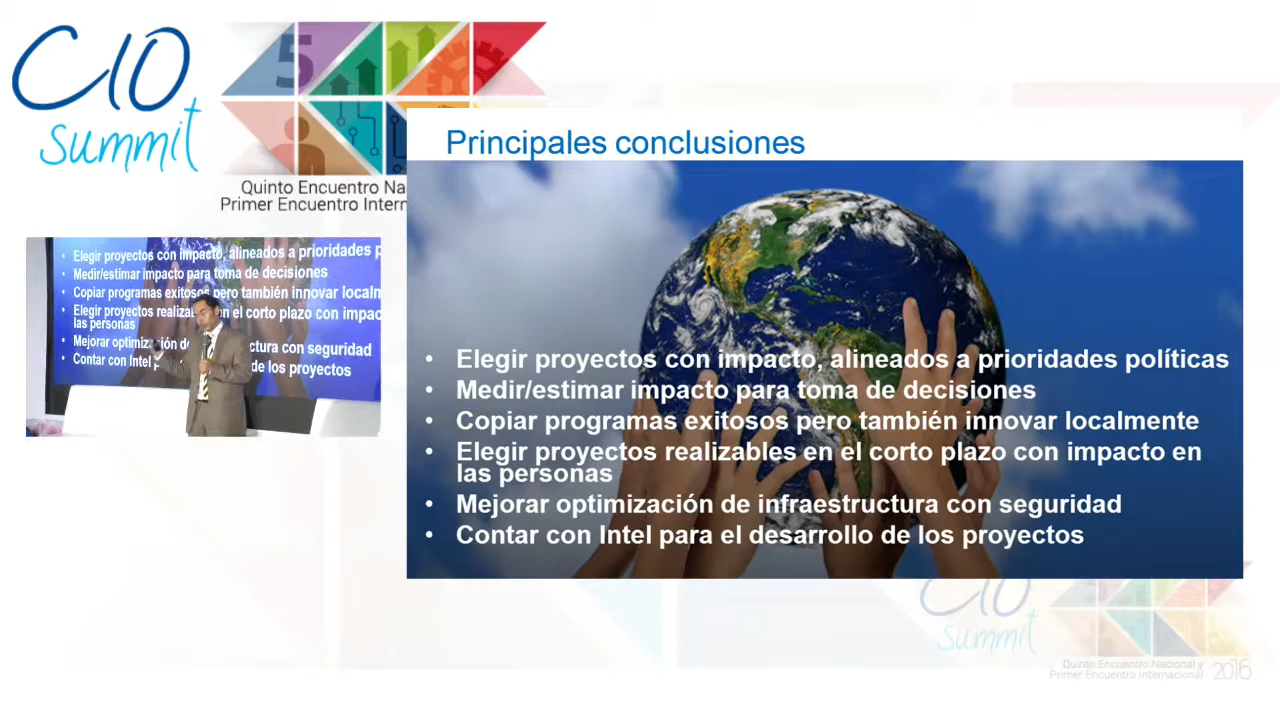 CIO
summit
5
Quinto Encuentro Na
Primer Encuentro Intern
Principales conclusiones
• Elegir proyectos con impacto, alineados a prioridades p
• Medir/estimar impacto para toma de decisiones
• Copiar programas exitosos pero también innovar localm
• Elegir proyectos realiza en el corto plazo con impac
las personas
• Mejorar optimiz de ctura con seguridad
• Contar con Intel de los proyectos
• Elegir proyectos con impacto, alineados a prioridades políticas
• Medir/estimar impacto para toma de decisiones
• Copiar programas exitosos pero también innovar localmente
• Elegir proyectos realizables en el corto plazo con impacto en
las personas
• Mejorar optimización de infraestructura con seguridad
• Contar con Intel para el desarrollo de los proyectos
CIO
summit
Quinto Encuentro Nacional y
Primer Encuentro Internacional 2016